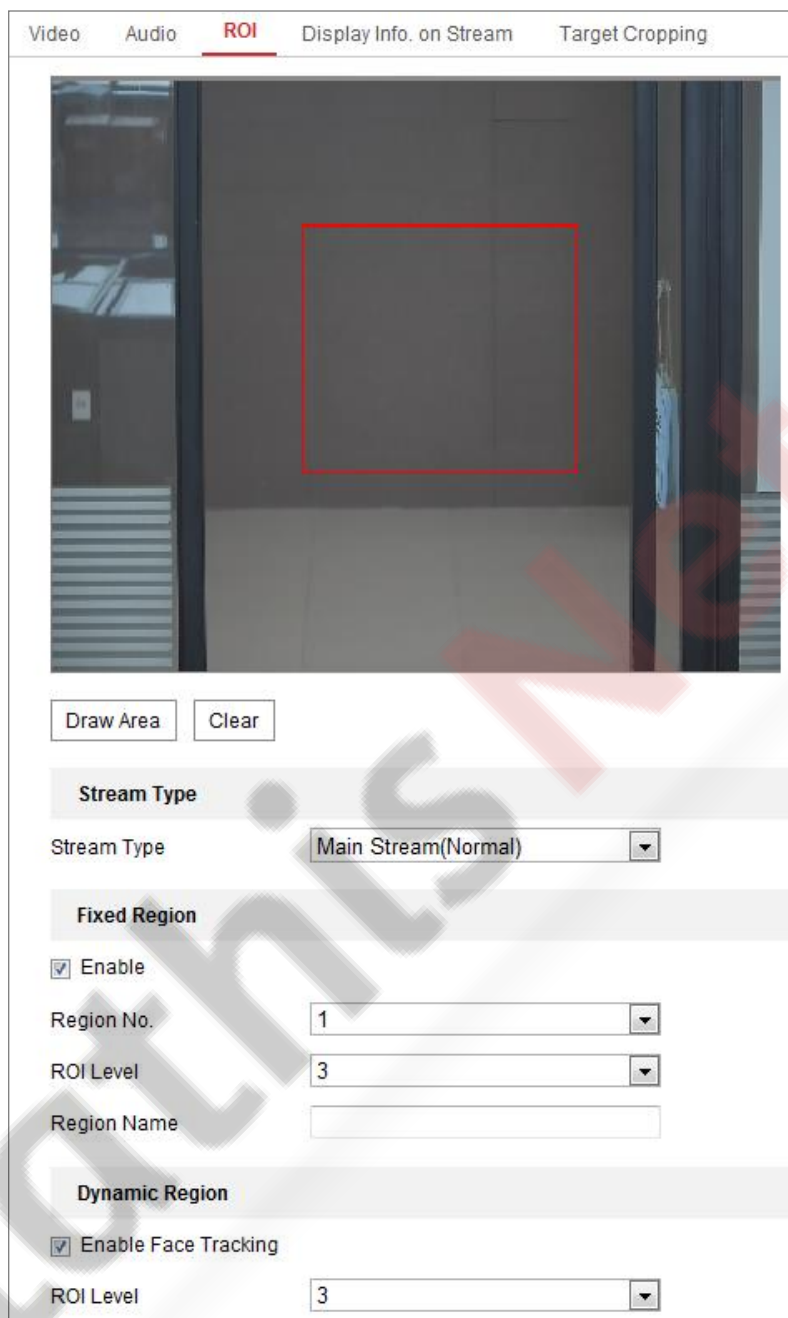 Video Audio ROI Display Info. on Stream Target Cropping
Draw Area Clear
Stream Type
Stream Type Main Stream(Normal)
Fixed Region
Enable
Region No. 1
ROI Level 3
Region Name
Dynamic Region
Enable Face Tracking
ROI Level 3